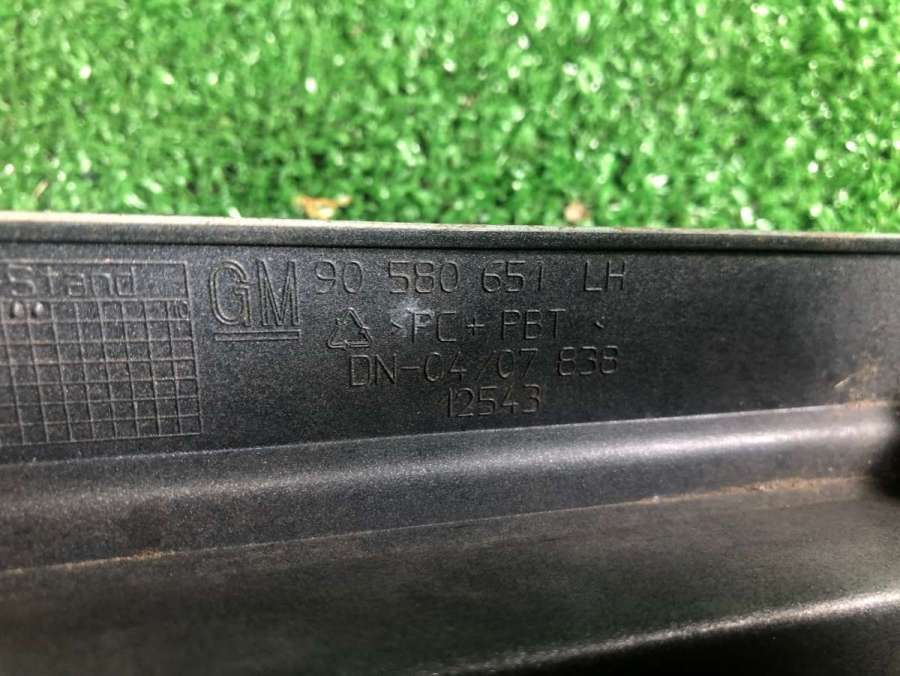 Stand
GM 90 580 651 LH
>PC + PBT <
DN-04/07 838
12543